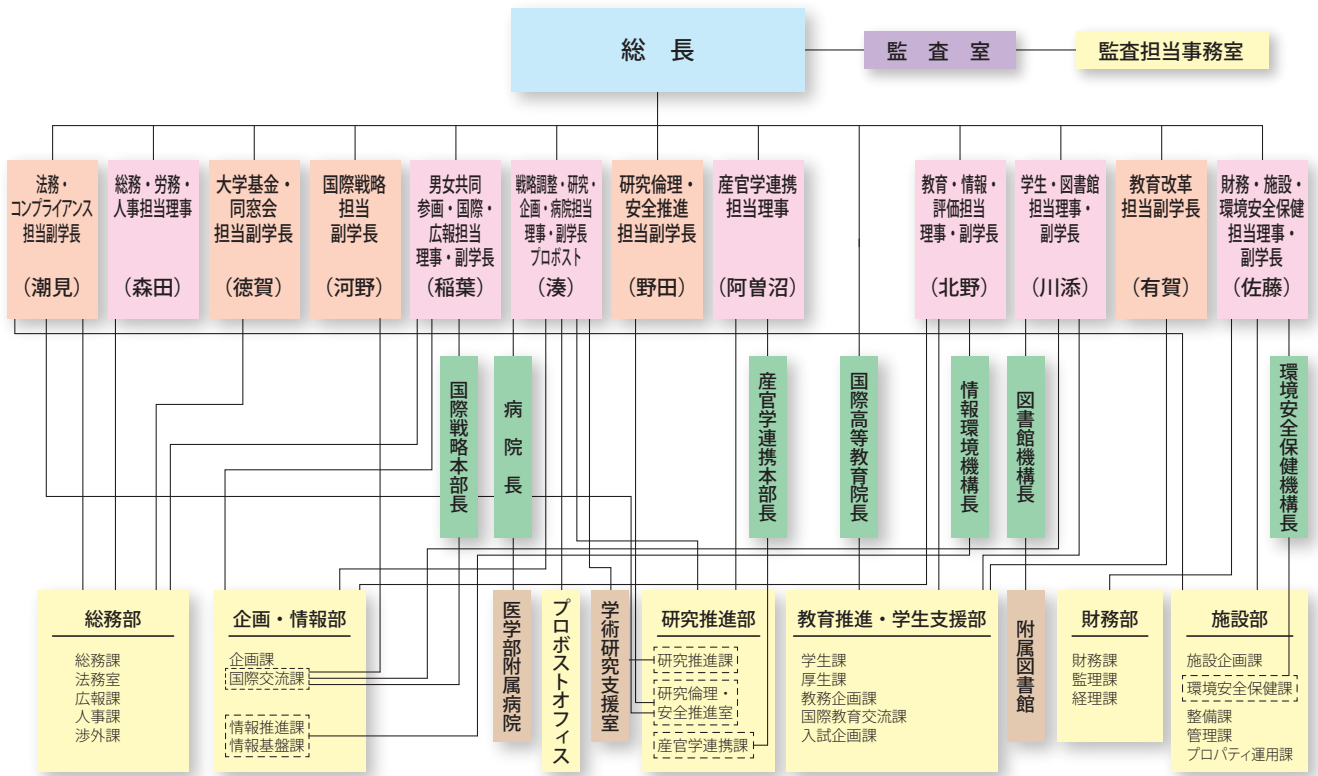 総長
監査室
監査担当事務室
法務・
コンプライアンス
担当副学長
（潮見）
総務・労務・
人事担当理事
（森田）
大学基金・
同窓会
担当副学長
（徳賀）
国際戦略
担当
副学長
（河野）
男女共同
参画・国際・
広報担当
理事・副学長
（稲葉）
戦略調整・研究・
企画・病院担当
理事・副学長
プロボスト
（湊）
研究倫理・
安全推進
担当副学長
（野田）
産官学連携
担当理事
（阿曽沼）
教育・情報・
評価担当
理事・副学長
（北野）
学生・図書館
担当理事・
副学長
（川添）
教育改革
担当副学長
（有賀）
財務・施設・
環境安全保健
担当理事・
副学長
（佐藤）
国際戦略本部長
病院長
産官学連携本部長
国際高等教育院長
情報環境機構長
図書館機構長
環境安全保健機構長
総務部
総務課
法務室
広報課
人事課
渉外課
企画・情報部
企画課
国際交流課
情報推進課
情報基盤課
医学部附属病院
プロボストオフィス
学術研究支援室
研究推進部
研究推進課
研究倫理・
安全推進室
産官学連携課
教育推進・学生支援部
学生課
厚生課
教務企画課
国際教育交流課
入試企画課
附属図書館
財務部
財務課
監理課
経理課
施設部
施設企画課
環境安全保健課
整備課
管理課
プロパティ運用課